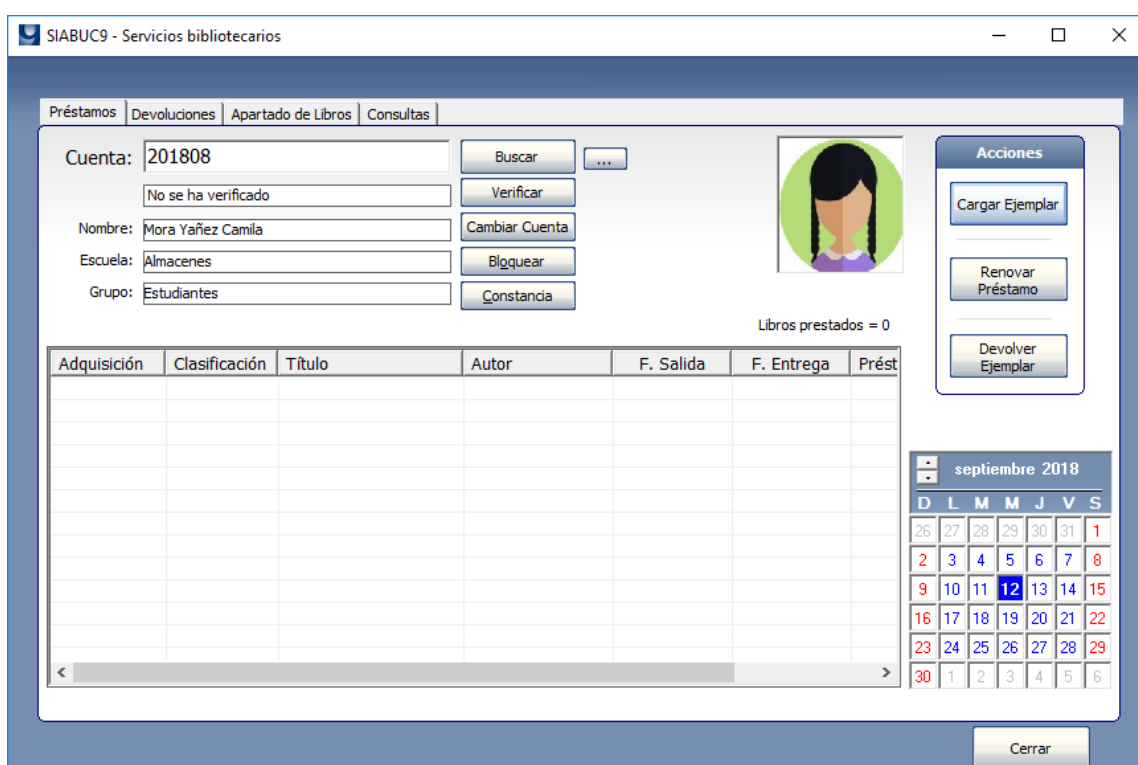 SIABUC9 - Servicios bibliotecarios
Préstamos Devoluciones Apartado de Libros Consultas
Cuenta: 201808 Buscar ...
No se ha verificado Verificar
Nombre: Mora Yañez Camila Cambiar Cuenta
Escuela: Almacenes Bloquear
Grupo: Estudiantes Constancia
Libros prestados = 0
Acciones
Cargar Ejemplar
Renovar
Préstamo
Devolver
Ejemplar
Adquisición Clasificación Título Autor F. Salida F. Entrega Prést
septiembre 2018
D L M M J V S
26 27 28 29 30 31 1
2 3 4 5 6 7 8
9 10 11 12 13 14 15
16 17 18 19 20 21 22
23 24 25 26 27 28 29
30 1 2 3 4 5 6
Cerrar